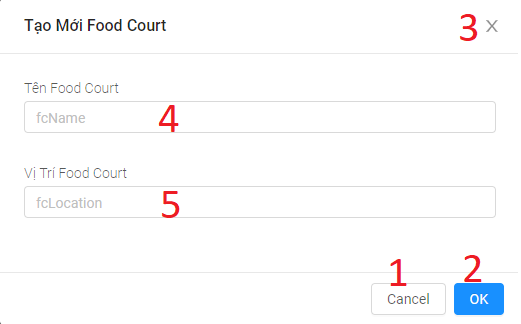 Tạo Mới Food Court
3
Tên Food Court
fcName
4
Vị Trí Food Court
fcLocation
5
1
2
Cancel
OK